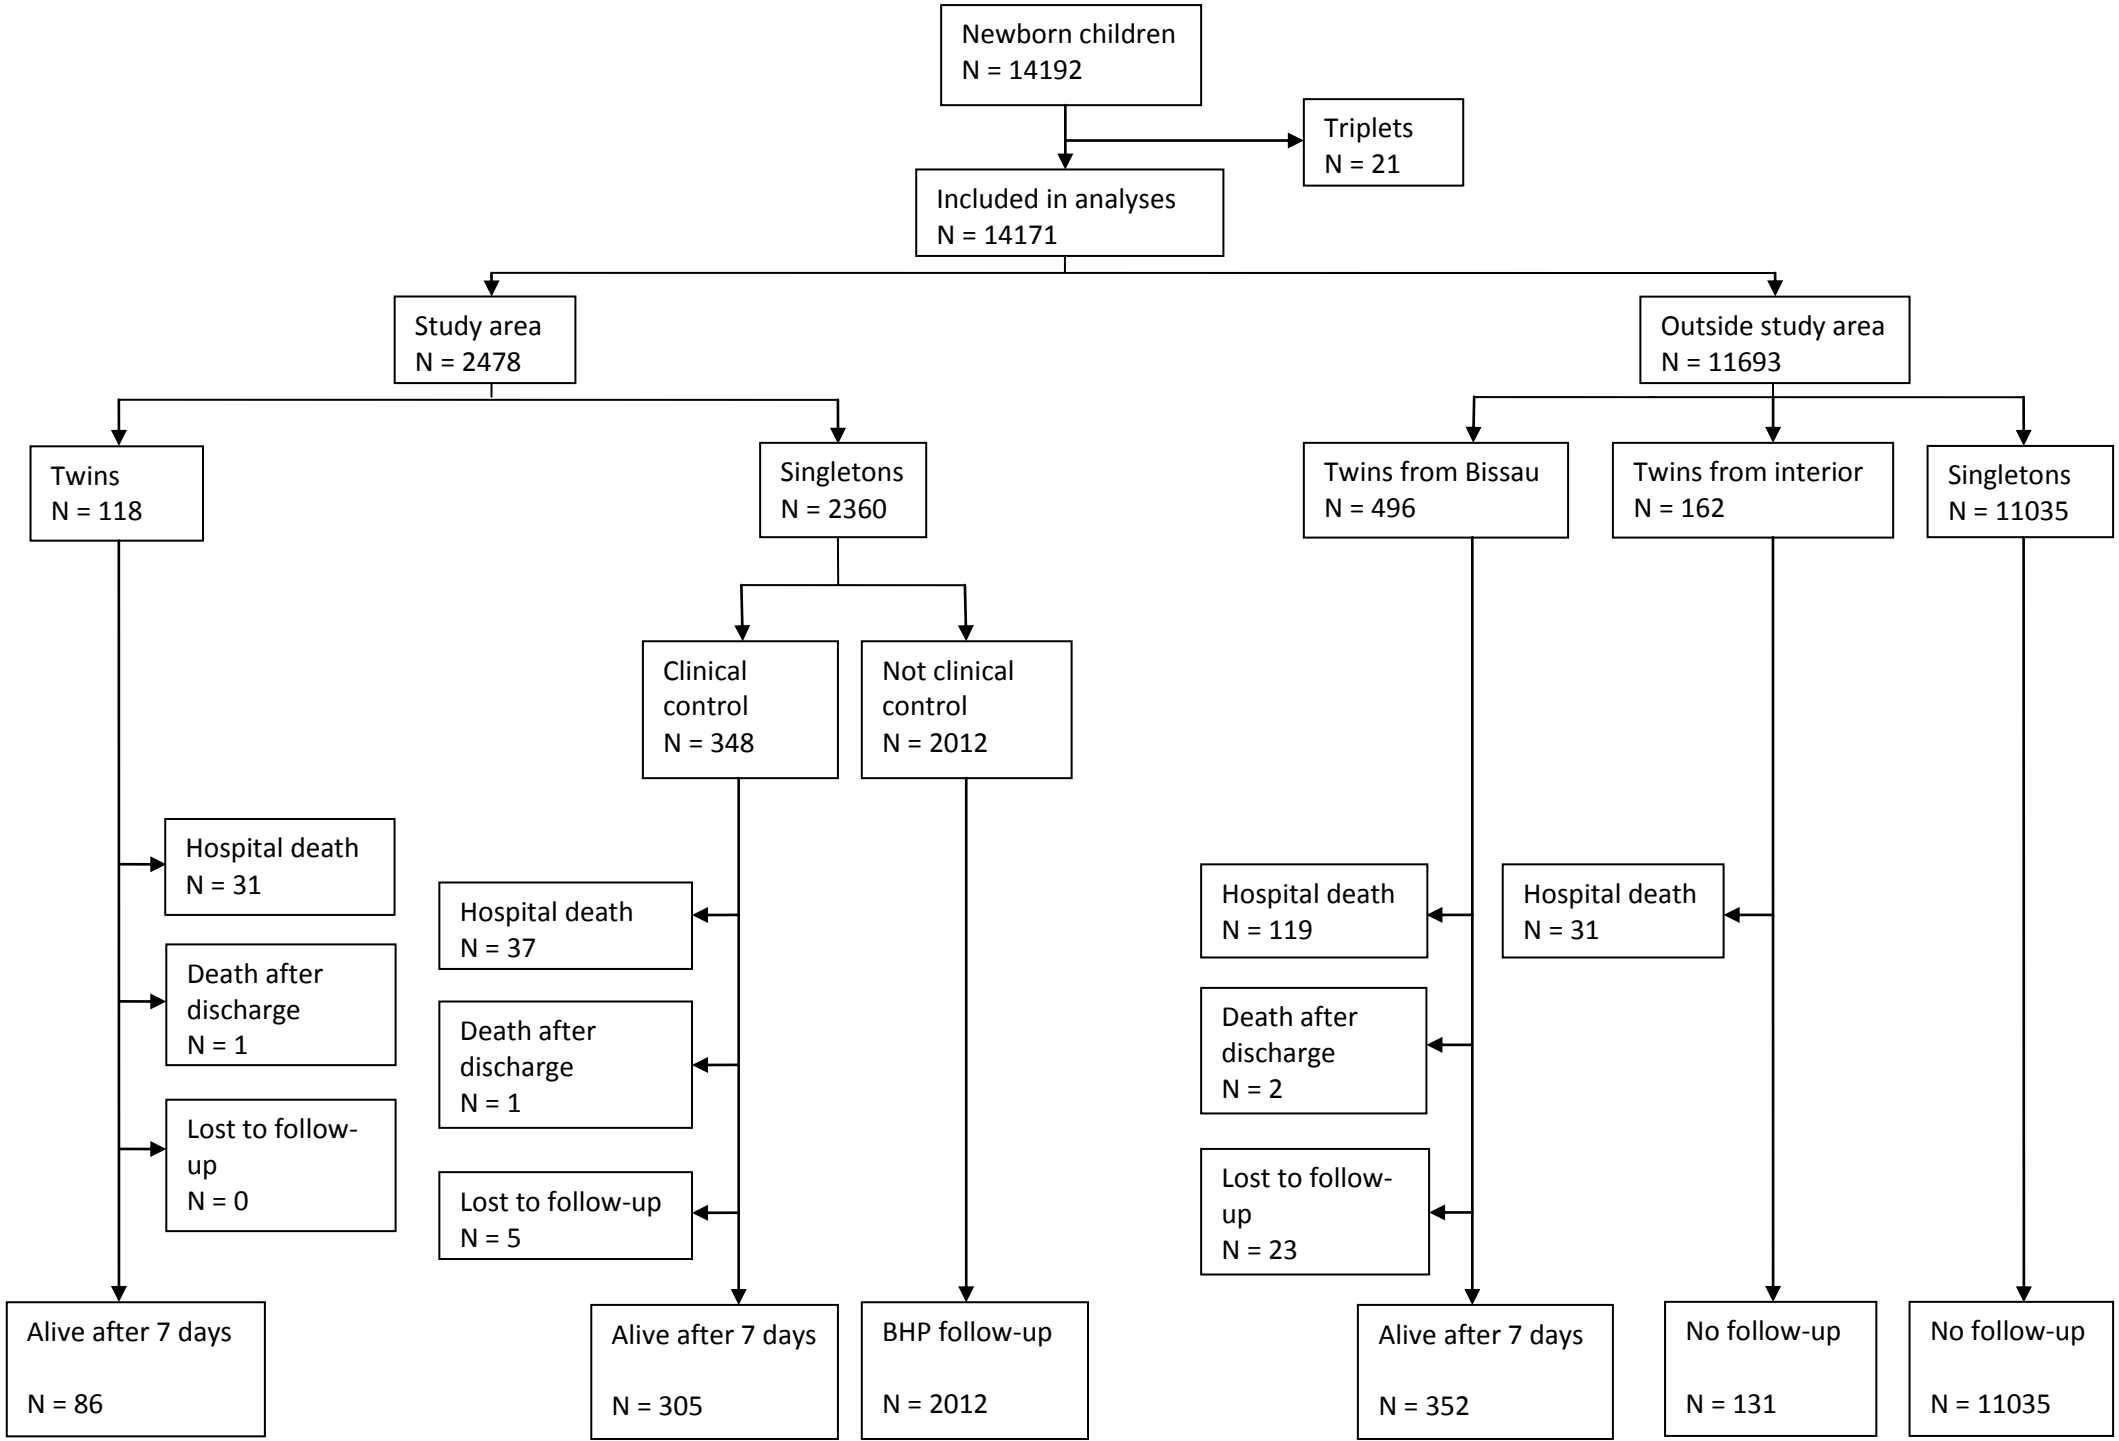 Newborn children
N = 14192
Triplets
N = 21
Included in analyses
N = 14171
Study area
N = 2478
Outside study area
N = 11693
Twins
N = 118
Singletons
N = 2360
Twins from Bissau
N = 496
Twins from interior
N = 162
Singletons
N = 11035
Clinical
control
N = 348
Not clinical
control
N = 2012
Hospital death
N = 31
Death after
discharge
N = 1
Lost to follow-
up
N = 0
Hospital death
N = 37
Death after
discharge
N = 1
Lost to follow-up
N = 5
Hospital death
N = 119
Death after
discharge
N = 2
Lost to follow-
up
N = 23
Hospital death
N = 31
Alive after 7 days
N = 86
Alive after 7 days
N = 305
BHP follow-up
N = 2012
Alive after 7 days
N = 352
No follow-up
N = 131
No follow-up
N = 11035